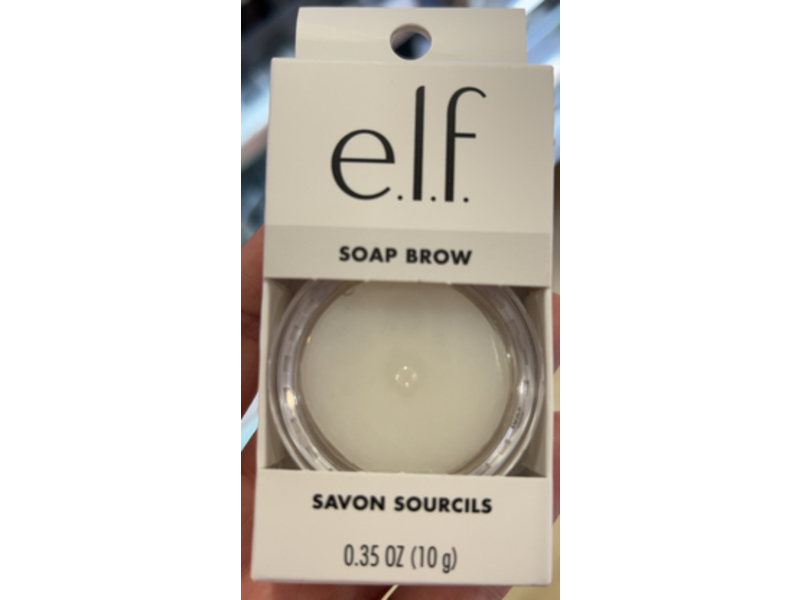 e.l.f.
SOAP BROW
SAVON SOURCILS
0.35 OZ (10 g)